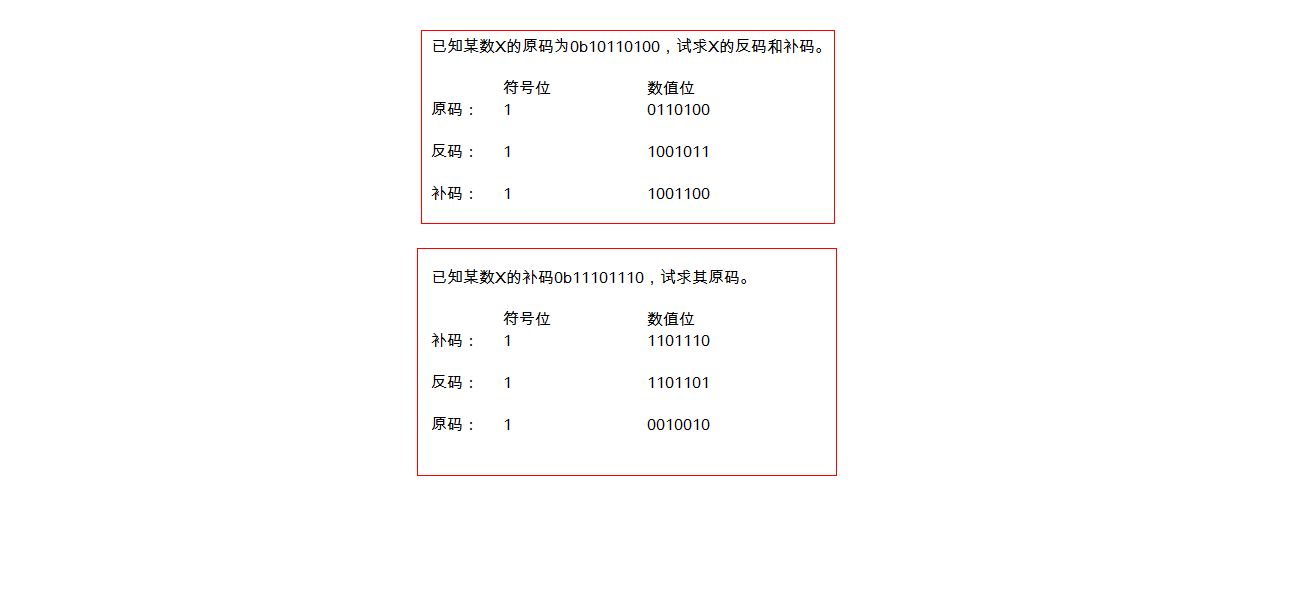 已知某数X的原码为0b10110100，试求X的反码和补码。
符号位 数值位
原码： 1 0110100
反码： 1 1001011
补码： 1 1001100
已知某数X的补码0b11101110，试求其原码。
符号位 数值位
补码： 1 1101110
反码： 1 1101101
原码： 1 0010010